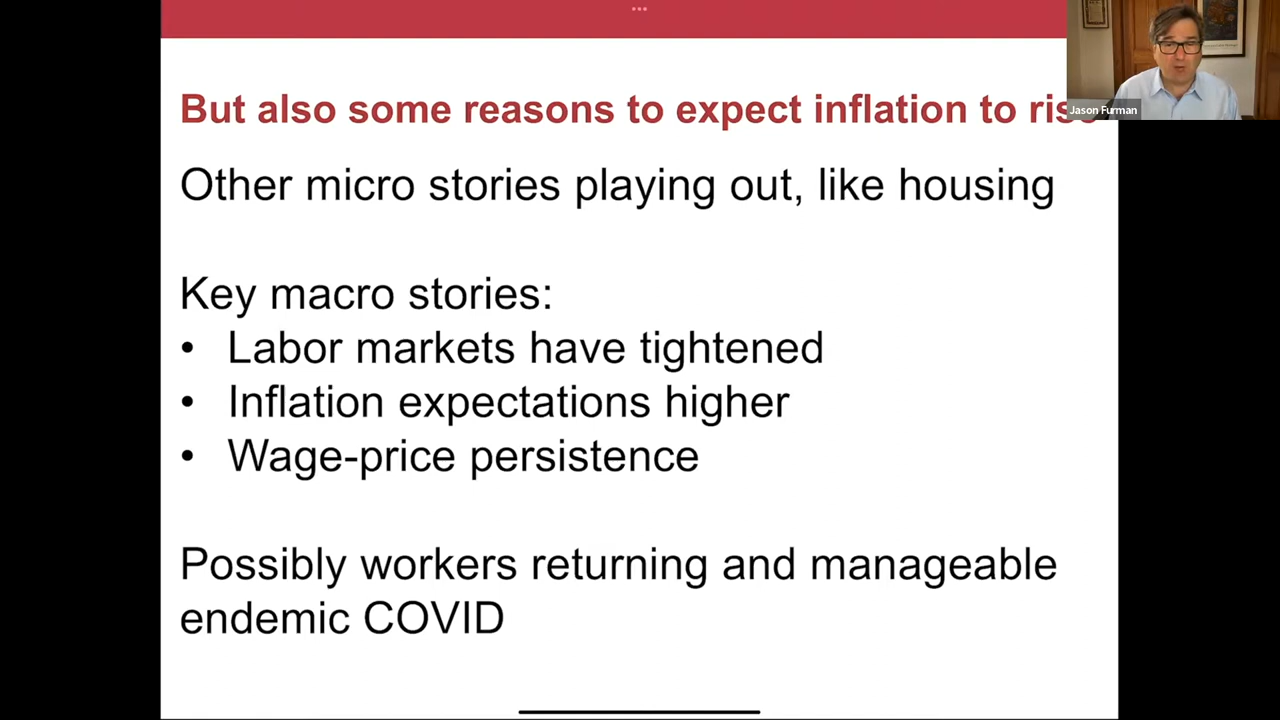 But also some reasons to expect inflation to rise
Jason Furman
Other micro stories playing out, like housing
Key macro stories:
• Labor markets have tightened
• Inflation expectations higher
• Wage-price persistence
Possibly workers returning and manageable
endemic COVID